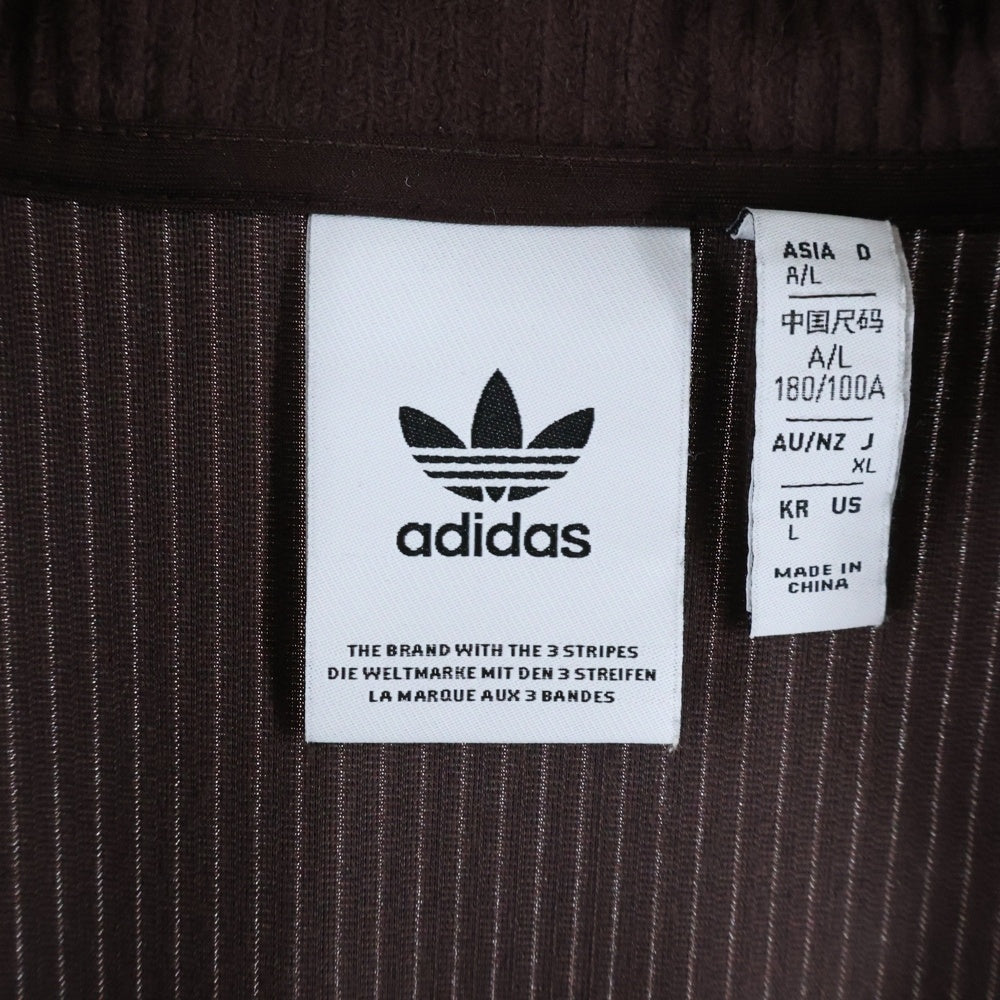 adidas
THE BRAND WITH THE 3 STRIPES
DIE WELTMARKE MIT DEN 3 STREIFEN
LA MARQUE AUX 3 BANDES
ASIA D
A/L
中国尺码
A/L
180/100A
AU/NZ J
XL
KR US
L
MADE IN
CHINA